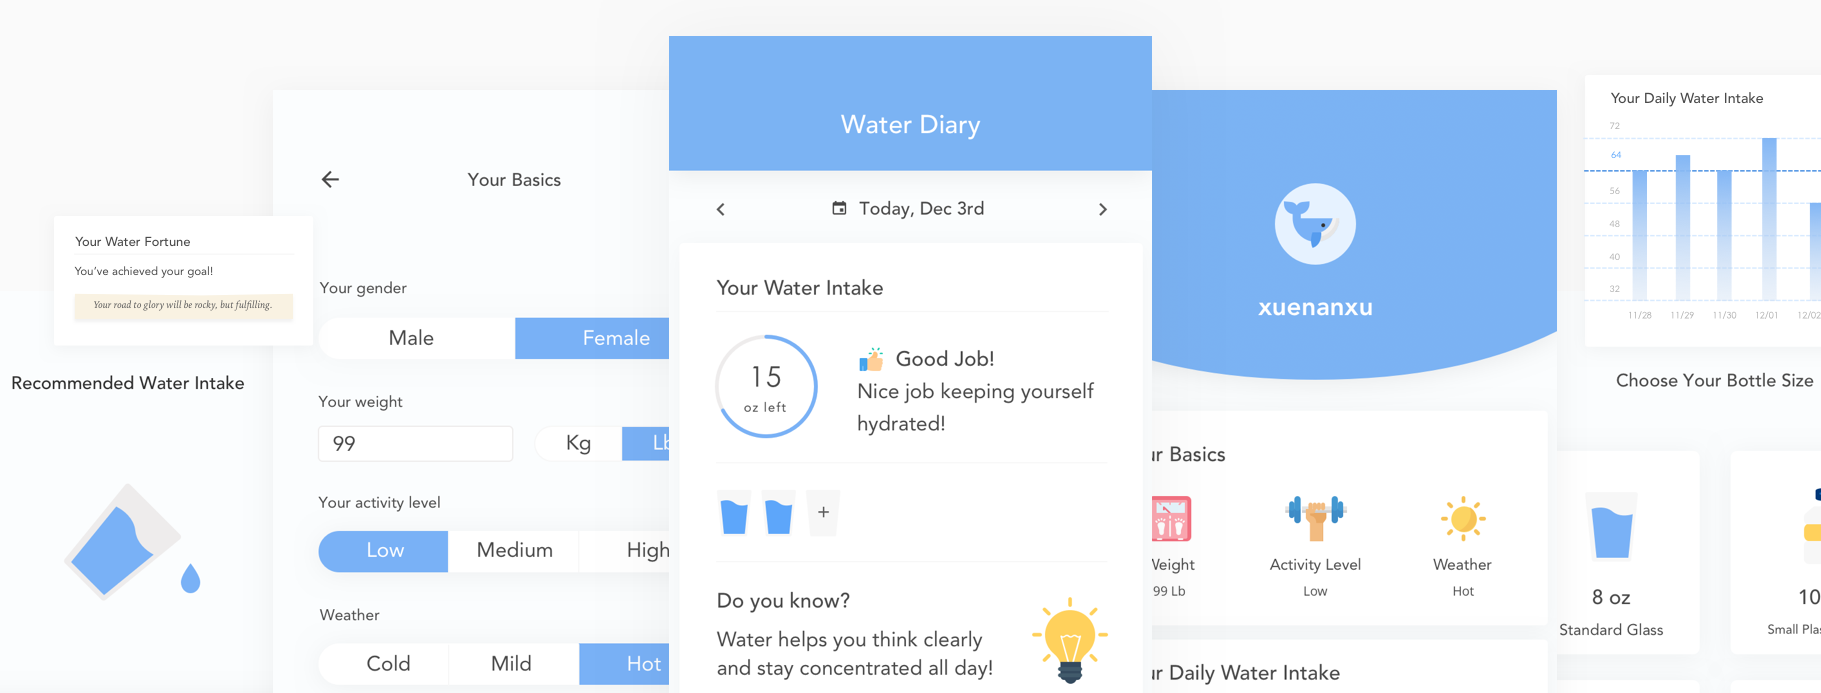 Your Water Fortune
You've achieved your goal!
Your road to glory will be rocky, but fulfilling.
Recommended Water Intake
Your Basics
Your gender
Male
Female
Your weight
99
Kg
Your activity level
Low
Medium
High
Weather
Cold
Mild
Hot
Water Diary
Today, Dec 3rd
Your Water Intake
15
oz left
Good Job!
Nice job keeping yourself
hydrated!
+
Do you know?
Water helps you think clearly
and stay concentrated all day!
xuenanxu
Basics
99 Lb
Activity Level
Low
Weather
Hot
Daily Water Intake
Your Daily Water Intake
72
64
56
48
40
32
11/28
11/29
11/30
12/01
12/02
Choose Your Bottle Size
8 oz
Standard Glass
10
Small